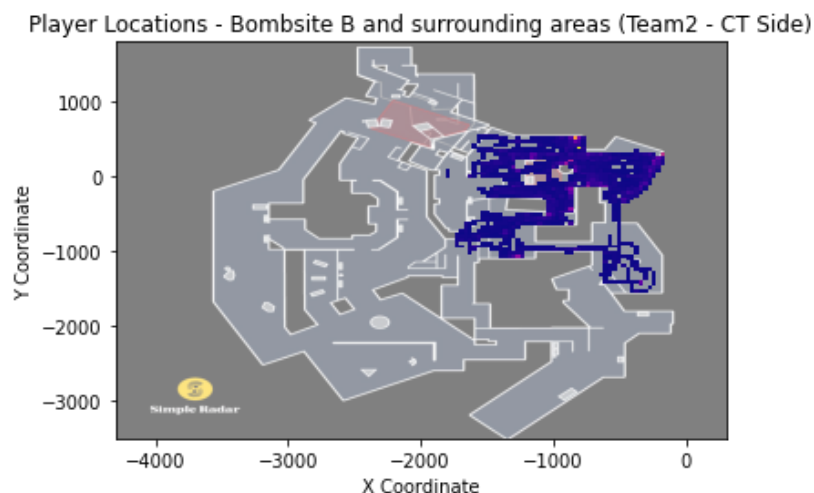 Player Locations - Bombsite B and surrounding areas (Team2 - CT Side)
1000
0
−1000
−2000
−3000
Y Coordinate
Simple Radar
−4000 −3000 −2000 −1000 0
X Coordinate